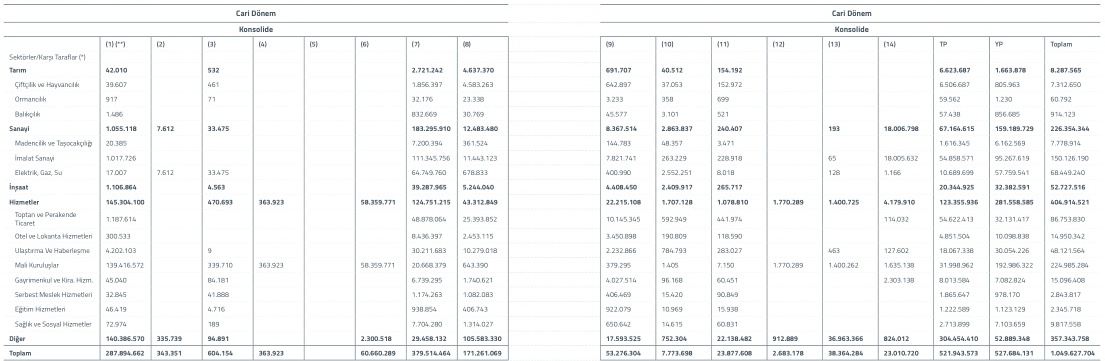 Cari Dönem
Konsolide
(1) (**) (2) (3) (4) (5) (6) (7) (8)
Sektörler/Karşı Taraflar (*)
Tarım 42.010 532 2.721.242 4.637.370
Çiftçilik ve Hayvancılık 39.607 461 1.856.397 4.583.263
Ormancılık 917 71 32.176 23.338
Balıkçılık 1.486 832.669 30.769
Sanayi 1.055.118 7.612 33.475 183.295.910 12.483.480
Madencilik ve Taşocakçılığı 20.385 7.200.394 361.524
İmalat Sanayi 1.017.726 111.345.756 11.443.123
Elektrik, Gaz, Su 17.007 7.612 33.475 64.749.760 678.833
İnşaat 1.106.864 4.563 39.287.965 5.244.040
Hizmetler 145.304.100 470.693 363.923 58.359.771 124.751.215 43.312.849
Toptan ve Perakende
Ticaret 1.187.614 48.878.064 25.393.852
Otel ve Lokanta Hizmetleri 300.533 8.436.397 2.453.115
Ulaştırma Ve Haberleşme 4.202.103 9 30.211.683 10.279.018
Mali Kuruluşlar 139.416.572 339.710 363.923 58.359.771 20.668.379 643.390
Gayrimenkul ve Kira. Hizm. 45.040 84.181 6.739.295 1.740.621
Serbest Meslek Hizmetleri 32.845 41.888 1.174.263 1.082.083
Eğitim Hizmetleri 46.419 4.716 938.854 406.743
Sağlık ve Sosyal Hizmetler 72.974 189 7.704.280 1.314.027
Diğer 140.386.570 335.739 94.891 2.300.518 29.458.132 105.583.330
Toplam 287.894.662 343.351 604.154 363.923 60.660.289 379.514.464 171.261.069
Cari Dönem
Konsolide
(9) (10) (11) (12) (13) (14) TP YP Toplam
691.707 40.512 154.192 6.623.687 1.663.878 8.287.565
642.897 37.053 152.972 6.506.687 805.963 7.312.650
3.233 358 699 59.562 1.230 60.792
45.577 3.101 521 57.438 856.685 914.123
8.367.514 2.863.837 240.407 193 18.006.798 67.164.615 159.189.729 226.354.344
144.783 48.357 3.471 1.616.345 6.162.569 7.778.914
7.821.741 263.229 228.918 65 18.005.632 54.858.571 95.267.619 150.126.190
400.990 2.552.251 8.018 128 1.166 10.689.699 57.759.541 68.449.240
4.408.450 2.409.917 265.717 20.344.925 32.382.591 52.727.516
22.215.108 1.707.128 1.078.810 1.770.289 1.400.725 4.179.910 123.355.936 281.558.585 404.914.521
10.145.345 592.949 441.974 114.032 54.622.413 32.131.417 86.753.830
3.450.898 190.809 118.590 4.851.504 10.098.838 14.950.342
2.232.866 784.793 283.027 463 127.602 18.067.338 30.054.226 48.121.564
379.295 1.405 7.150 1.770.289 1.400.262 1.635.138 31.998.962 192.986.322 224.985.284
4.027.514 96.168 60.451 2.303.138 8.013.584 7.082.824 15.096.408
406.469 15.420 90.849 1.865.647 978.170 2.843.817
922.079 10.969 15.938 1.222.589 1.123.129 2.345.718
650.642 14.615 60.831 2.713.899 7.103.659 9.817.558
17.593.525 752.304 22.138.482 912.889 36.963.366 824.012 304.454.410 52.889.348 357.343.758
53.276.304 7.773.698 23.877.608 2.683.178 38.364.284 23.010.720 521.943.573 527.684.131 1.049.627.704